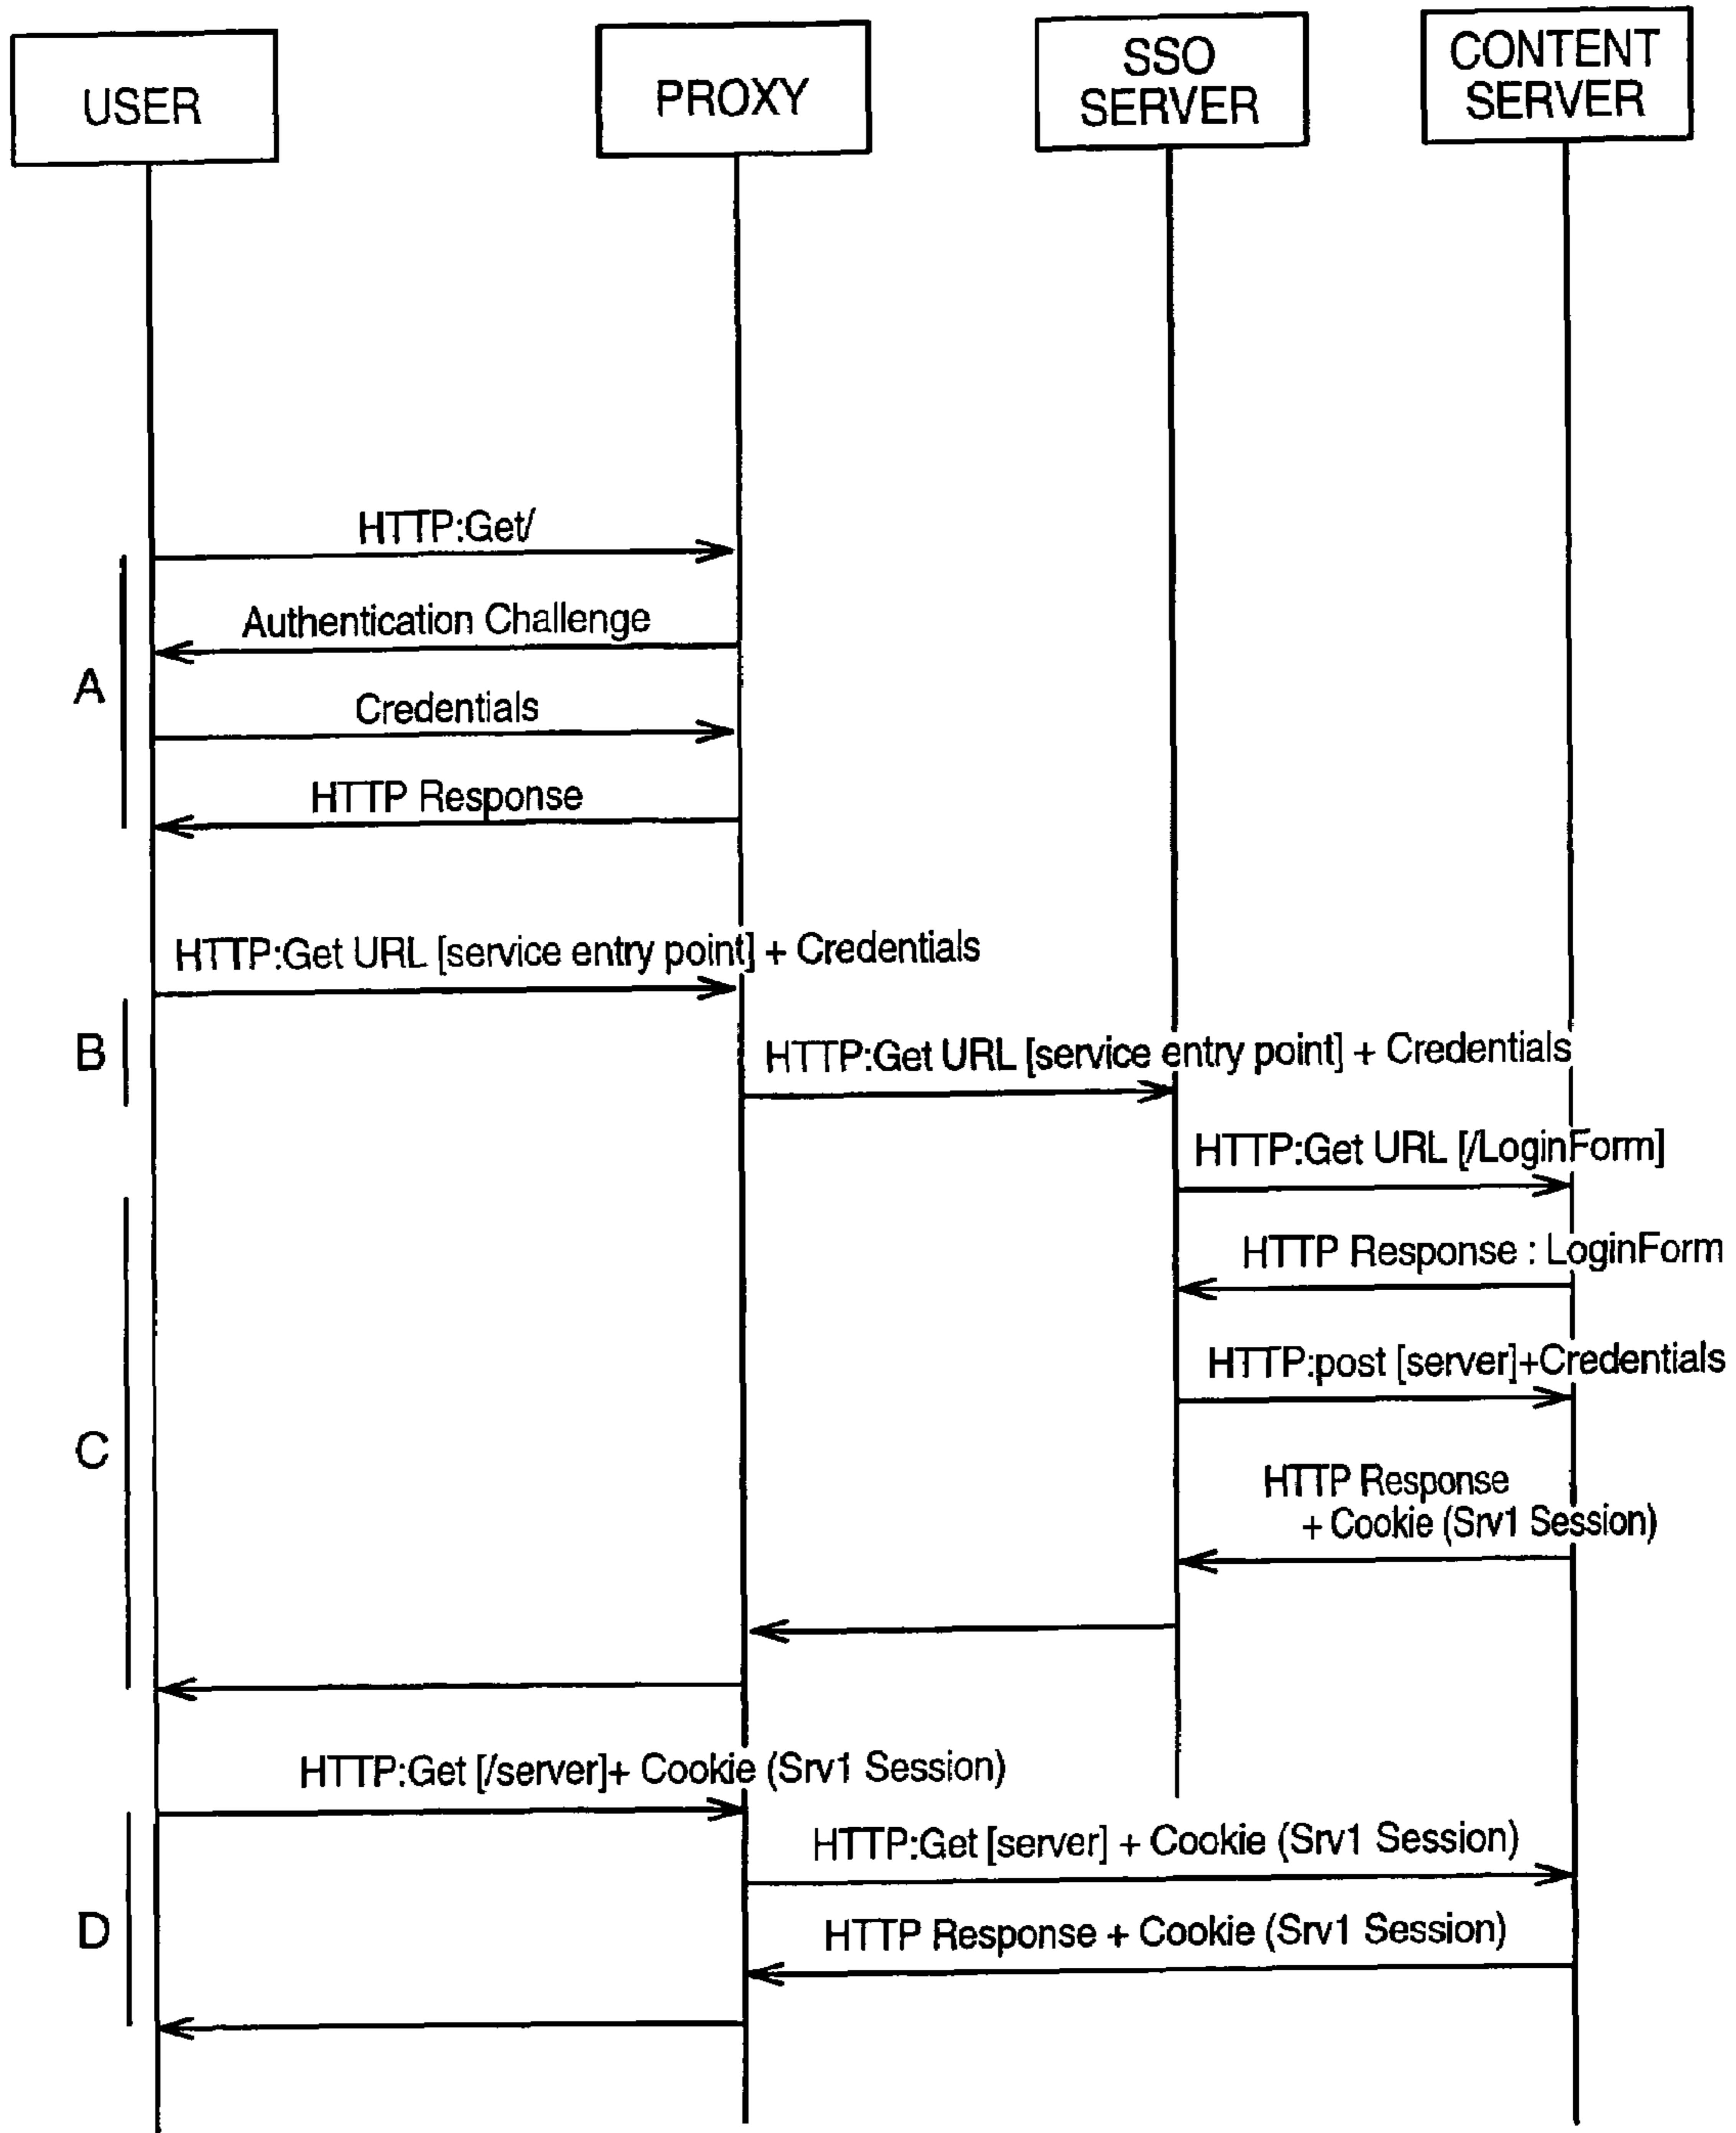 USER
PROXY
SSO
SERVER
CONTENT
SERVER
HTTP:Get/
Authentication Challenge
A
Credentials
HTTP Response
HTTP:Get URL [service entry point] + Credentials
B
HTTP:Get URL [service entry point] + Credentials
HTTP:Get URL [/LoginForm]
HTTP Response : LoginForm
HTTP:post [server]+Credentials
C
HTTP Response
+ Cookie (Srv1 Session)
HTTP:Get [/server]+ Cookie (Srv1 Session)
HTTP:Get [server] + Cookie (Srv1 Session)
D
HTTP Response + Cookie (Srv1 Session)